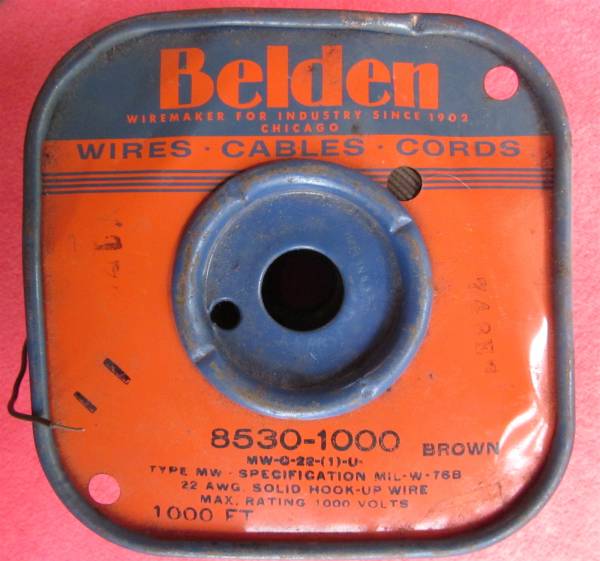 Belden
WIREMAKER FOR INDUSTRY SINCE 1902
CHICAGO
WIRES · CABLES · CORDS
8530-1000 BROWN
MW-C-22-(1)-U-
TYPE MW - SPECIFICATION MIL-W-76B
22 AWG. SOLID HOOK-UP WIRE
MAX. RATING 1000 VOLTS
1000 FT